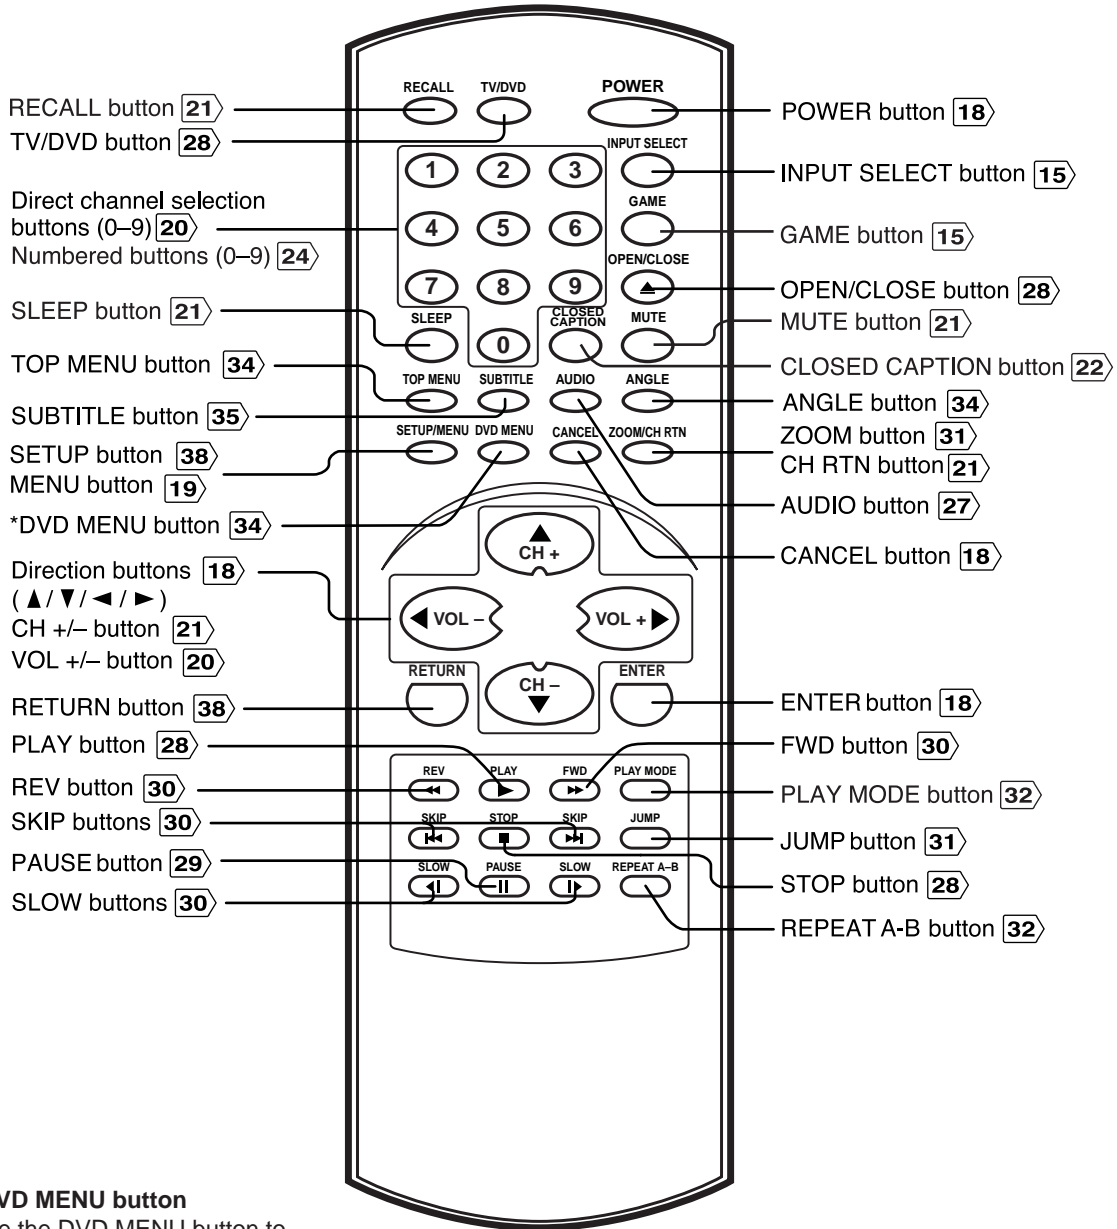 RECALL button 21
TV/DVD button 28
Direct channel selection
buttons (0–9) 20
Numbered buttons (0–9) 24
SLEEP button 21
TOP MENU button 34
SUBTITLE button 35
SETUP button 38
MENU button 19
*DVD MENU button 34
Direction buttons 18
( ▲ / ▼ / ◄ / ► )
CH +/– button 21
VOL +/– button 20
RETURN button 38
PLAY button 28
REV button 30
SKIP buttons 30
PAUSE button 29
SLOW buttons 30
RECALL TV/DVD POWER
1 2 3 INPUT SELECT
4 5 6 GAME
7 8 9 OPEN/CLOSE
SLEEP 0 CLOSED CAPTION MUTE
TOP MENU SUBTITLE AUDIO ANGLE
SETUP/MENU DVD MENU CANCEL ZOOM/CH RTN
CH +
VOL – VOL +
CH –
RETURN ENTER
REV PLAY FWD PLAY MODE
SKIP STOP SKIP JUMP
SLOW PAUSE SLOW REPEAT A–B
POWER button 18
INPUT SELECT button 15
GAME button 15
OPEN/CLOSE button 28
MUTE button 21
CLOSED CAPTION button 22
ANGLE button 34
ZOOM button 31
CH RTN button 21
AUDIO button 27
CANCEL button 18
ENTER button 18
FWD button 30
PLAY MODE button 32
JUMP button 31
STOP button 28
REPEAT A-B button 32
VD MENU button
the DVD MENU button to